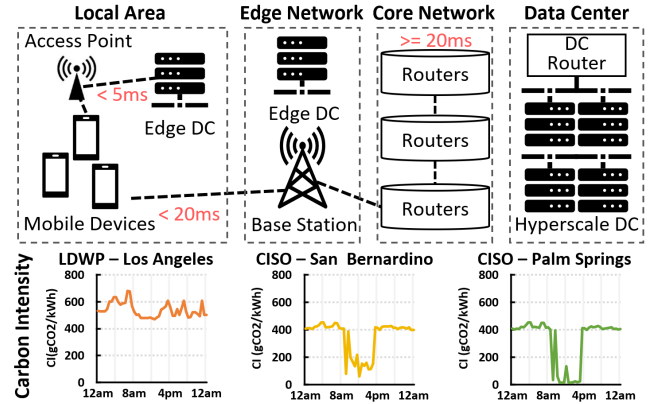 Local Area
Edge Network
Core Network
Data Center
Access Point
< 5ms
Edge DC
Mobile Devices
< 20ms
Edge DC
Base Station
>= 20ms
Routers
Routers
Routers
DC
Router
Hyperscale DC
Carbon Intensity
LDWP – Los Angeles
CI(gCO2/kWh)
800
600
400
200
0
12am 8am 4pm 12am
CISO – San Bernardino
CI (gCO2/kWh)
800
600
400
200
0
12am 8am 4pm 12am
CISO – Palm Springs
CI (gCO2/kWh)
800
600
400
200
0
12am 8am 4pm 12am